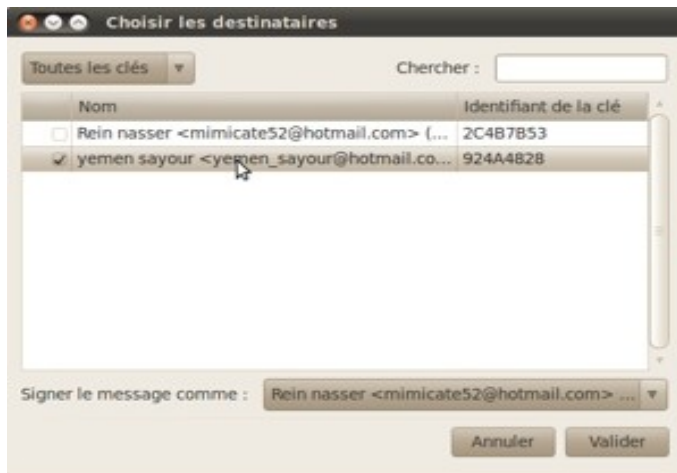 Choisir les destinataires
Toutes les clés
Chercher :
Nom
Identifiant de la clé
Rein nasser <mimicate52@hotmail.com> (... 2C4B7B53
yemen sayour <yemen_sayour@hotmail.co... 924A4828
Signer le message comme : Rein nasser <mimicate52@hotmail.com> ...
Annuler
Valider